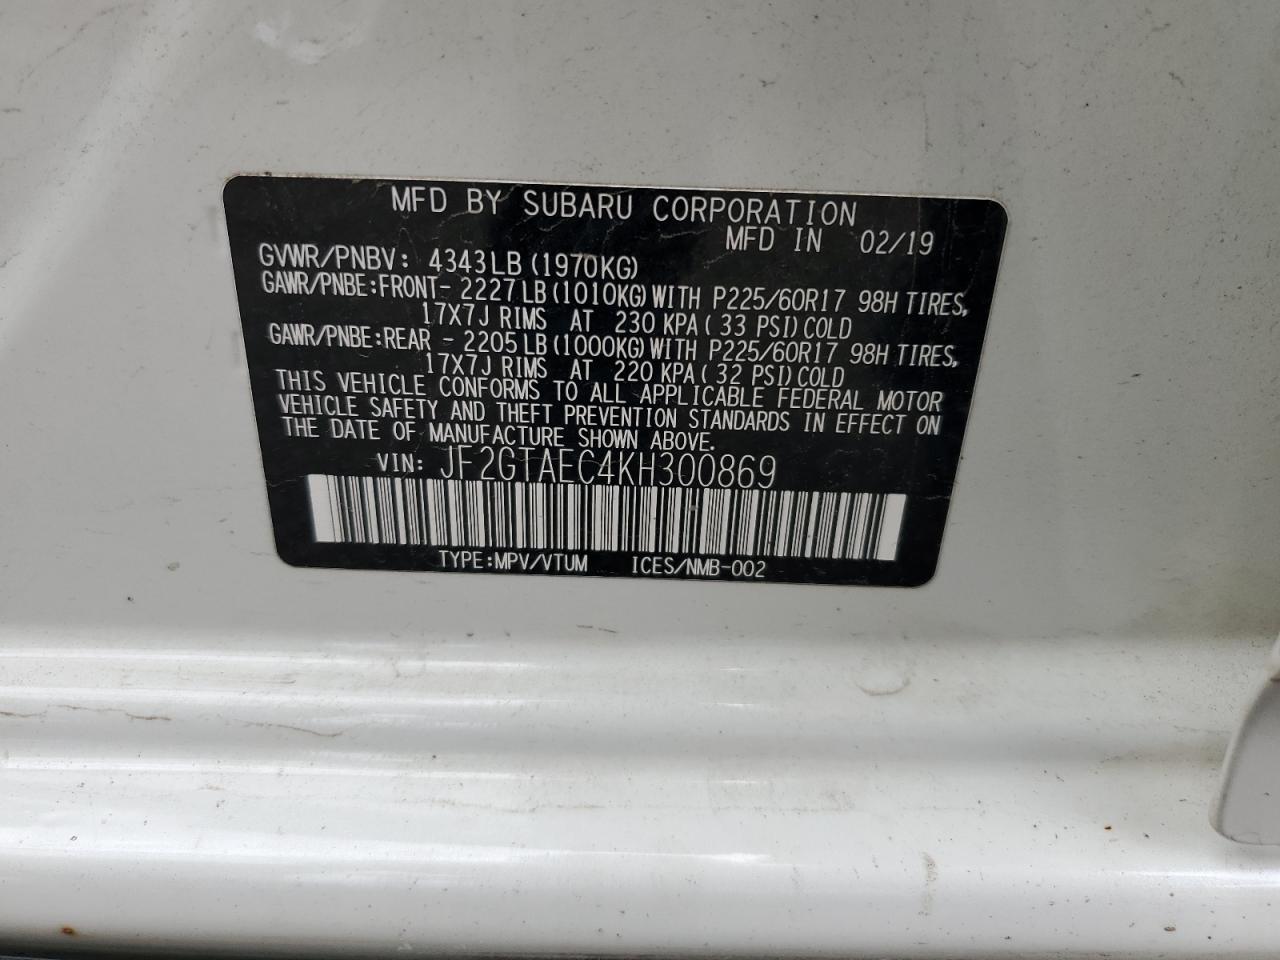 MFD BY SUBARU CORPORATION
MFD IN 02/19
GVWR/PNBV: 4343LB (1970KG)
GAWR/PNBE:FRONT- 2227LB (1010KG) WITH P225/60R17 98H TIRES,
17X7J RIMS AT 230 KPA ( 33 PSI) COLD
GAWR/PNBE:REAR - 2205LB (1000KG) WITH P225/60R17 98H TIRES,
17X7J RIMS AT 220 KPA ( 32 PSI) COLD
THIS VEHICLE CONFORMS TO ALL APPLICABLE FEDERAL MOTOR
VEHICLE SAFETY AND THEFT PREVENTION STANDARDS IN EFFECT ON
THE DATE OF MANUFACTURE SHOWN ABOVE.
VIN: JF2GTAEC4KH300869
TYPE:MPV/VTUM ICES/NMB-002